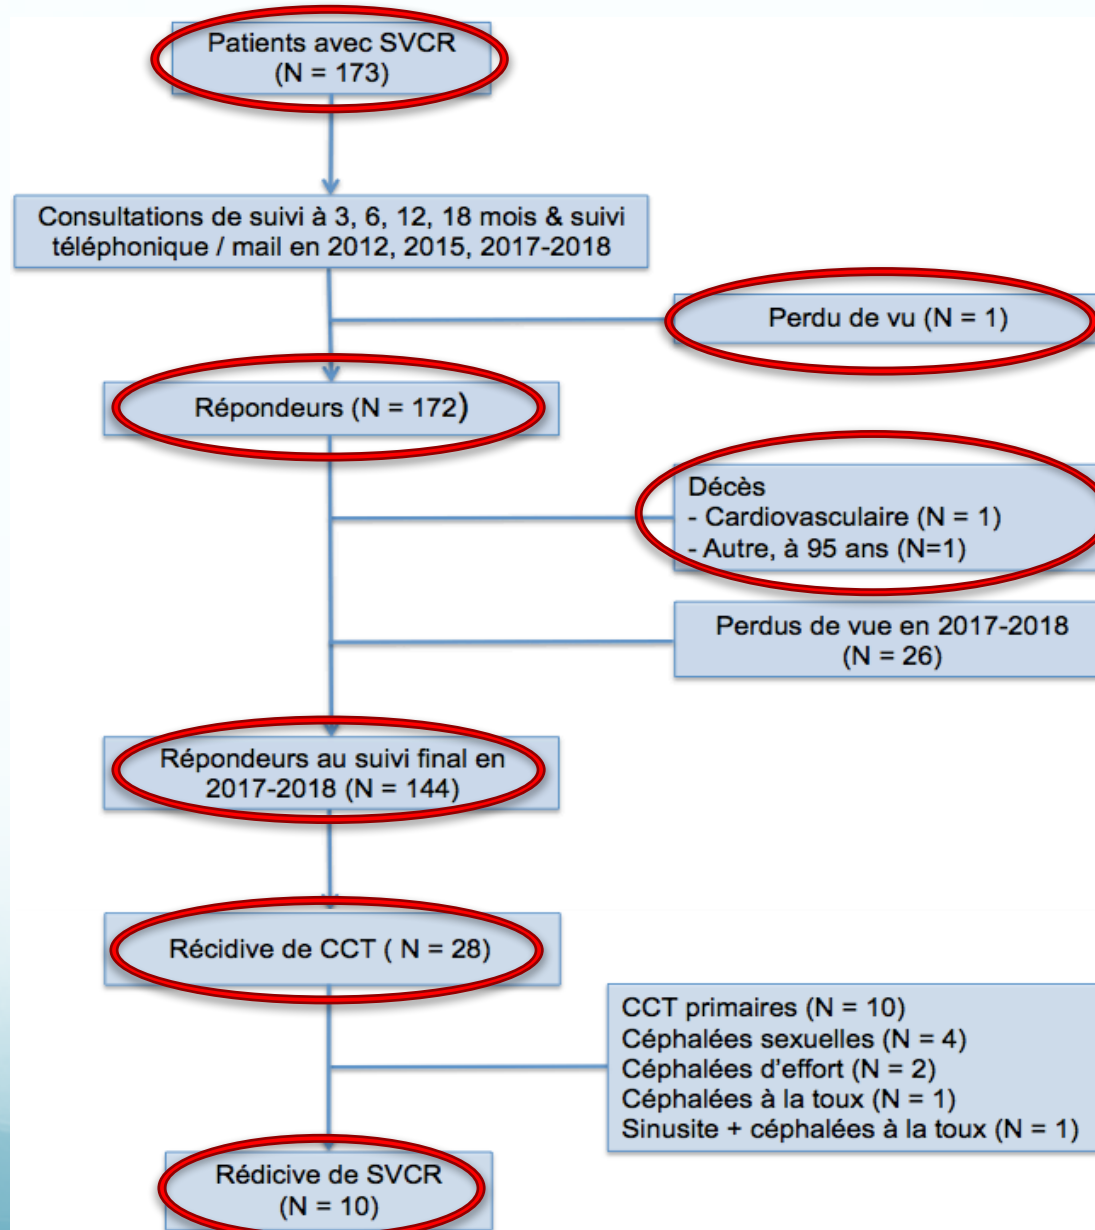 Patients avec SVCR
(N = 173)
Consultations de suivi à 3, 6, 12, 18 mois & suivi
téléphonique / mail en 2012, 2015, 2017-2018
Perdu de vu (N = 1)
Répondeurs (N = 172)
Décès
- Cardiovasculaire (N = 1)
- Autre, à 95 ans (N=1)
Perdus de vue en 2017-2018
(N = 26)
Répondeurs au suivi final en
2017-2018 (N = 144)
Récidive de CCT ( N = 28)
CCT primaires (N = 10)
Céphalées sexuelles (N = 4)
Céphalées d'effort (N = 2)
Céphalées à la toux (N = 1)
Sinusite + céphalées à la toux (N = 1)
Rédicive de SVCR
(N = 10)